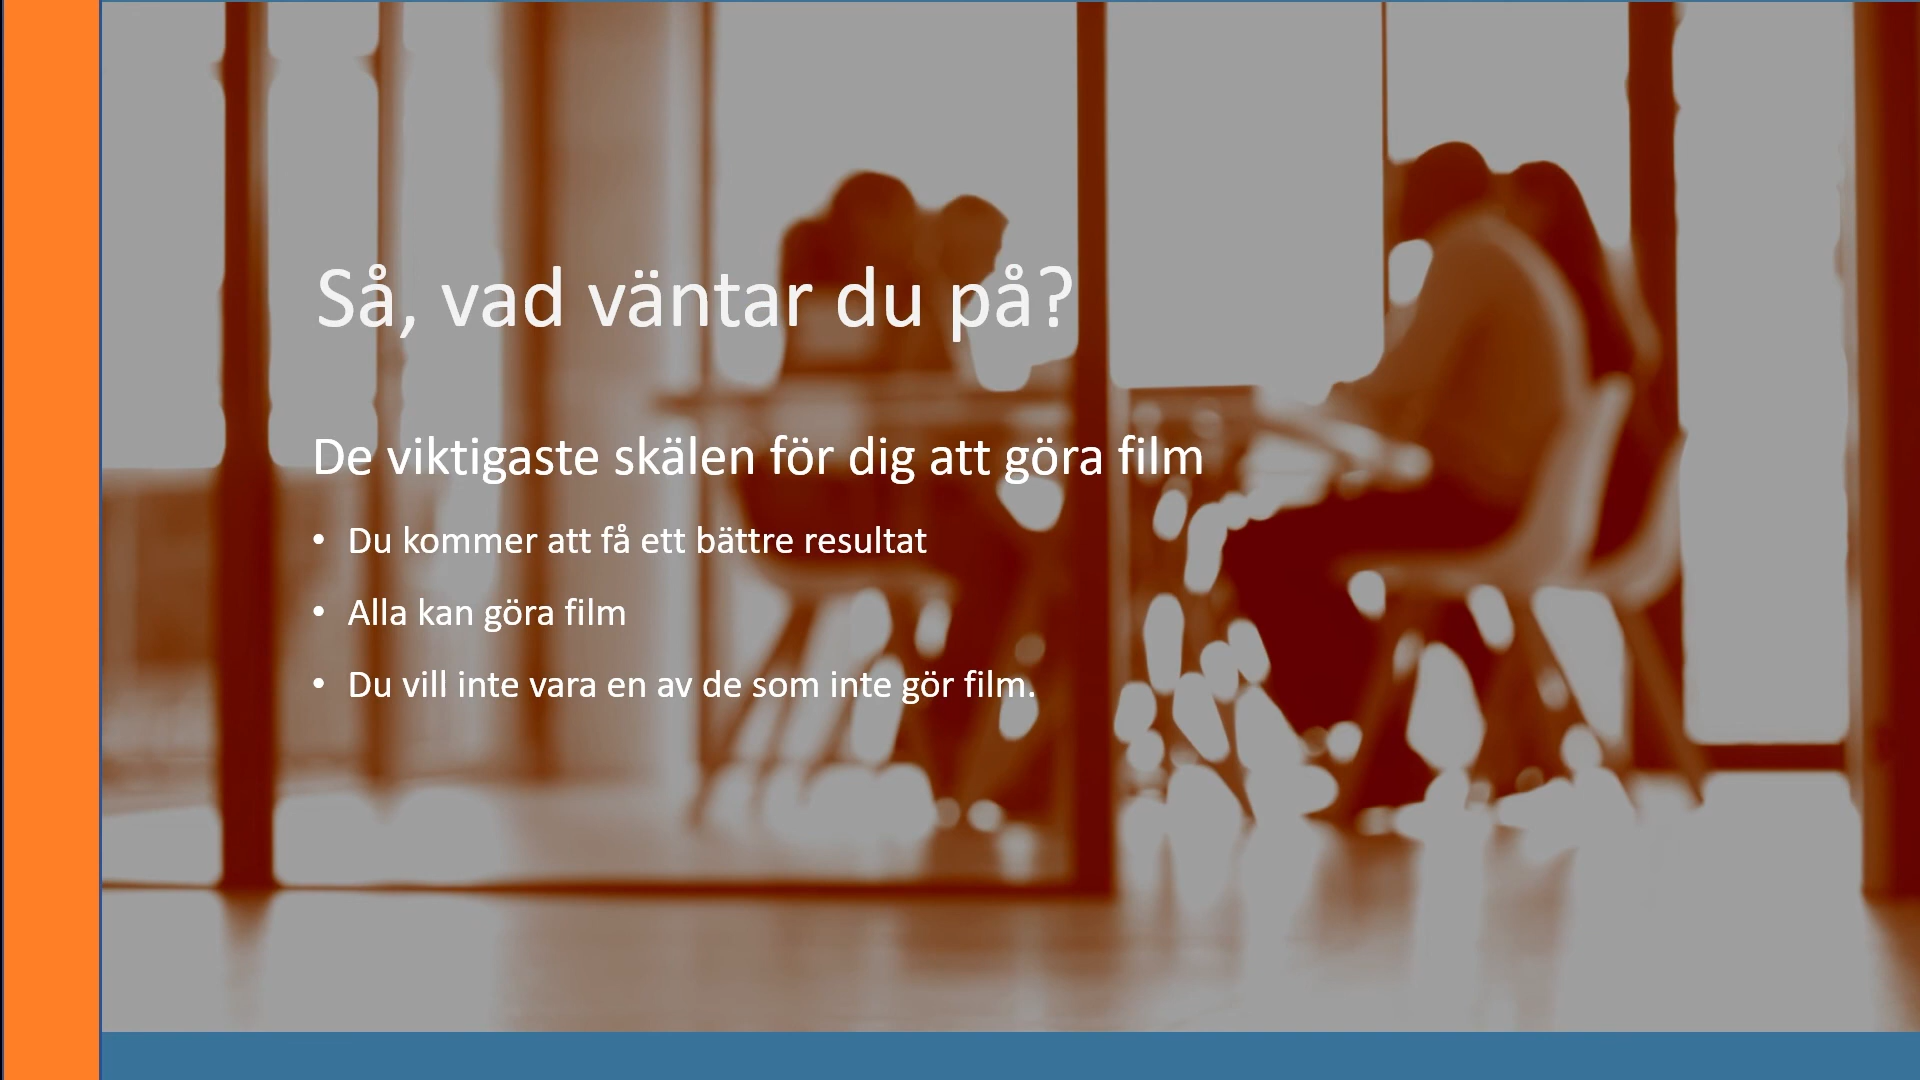 Så, vad väntar du på?
De viktigaste skälen för dig att göra film
• Du kommer att få ett bättre resultat
• Alla kan göra film
• Du vill inte vara en av de som inte gör film.